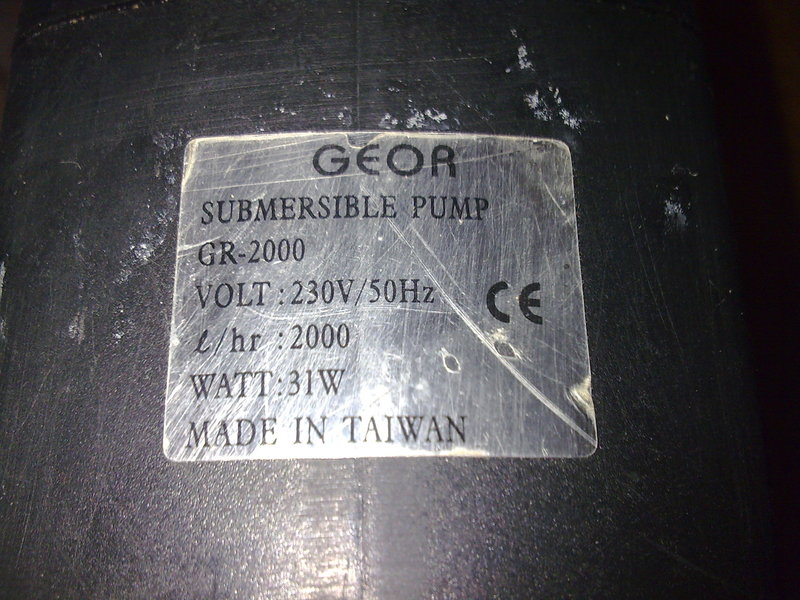 GEOR
SUBMERSIBLE PUMP
GR-2000
VOLT : 230V/50Hz
CE
ℓ/hr : 2000
WATT : 31W
MADE IN TAIWAN